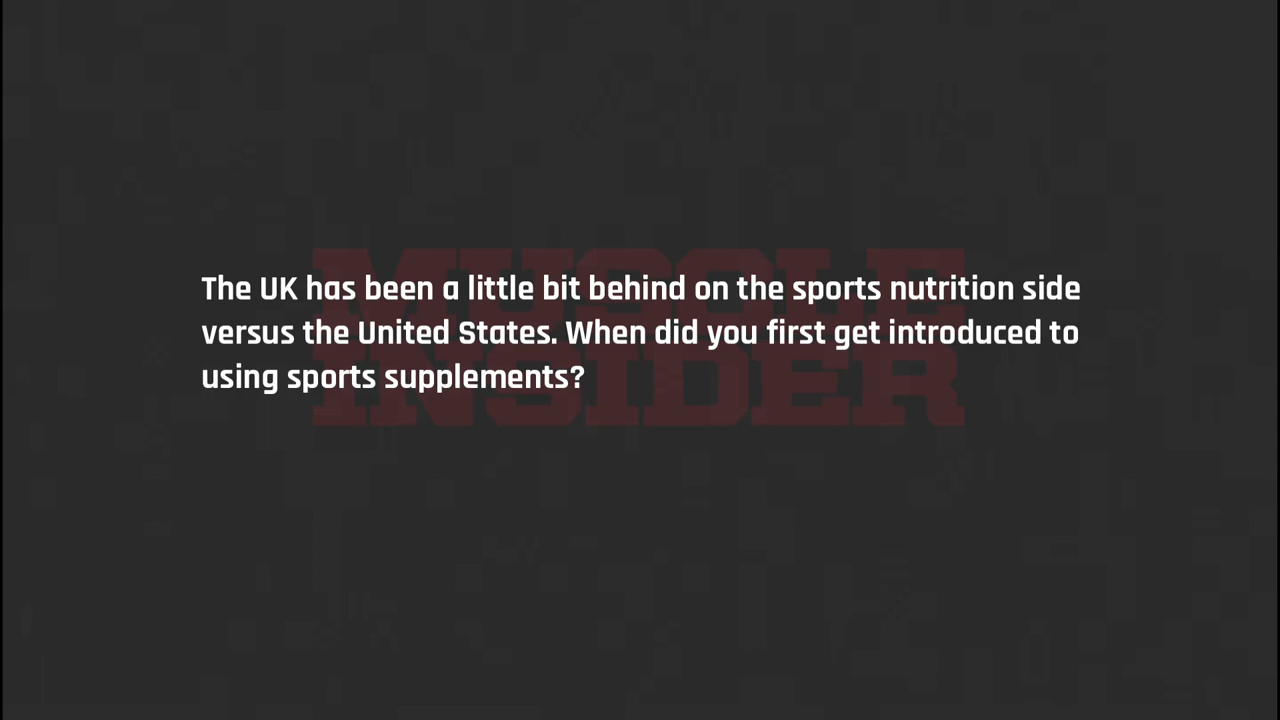 MUSCLE
INSIDER
The UK has been a little bit behind on the sports nutrition side
versus the United States. When did you first get introduced to
using sports supplements?